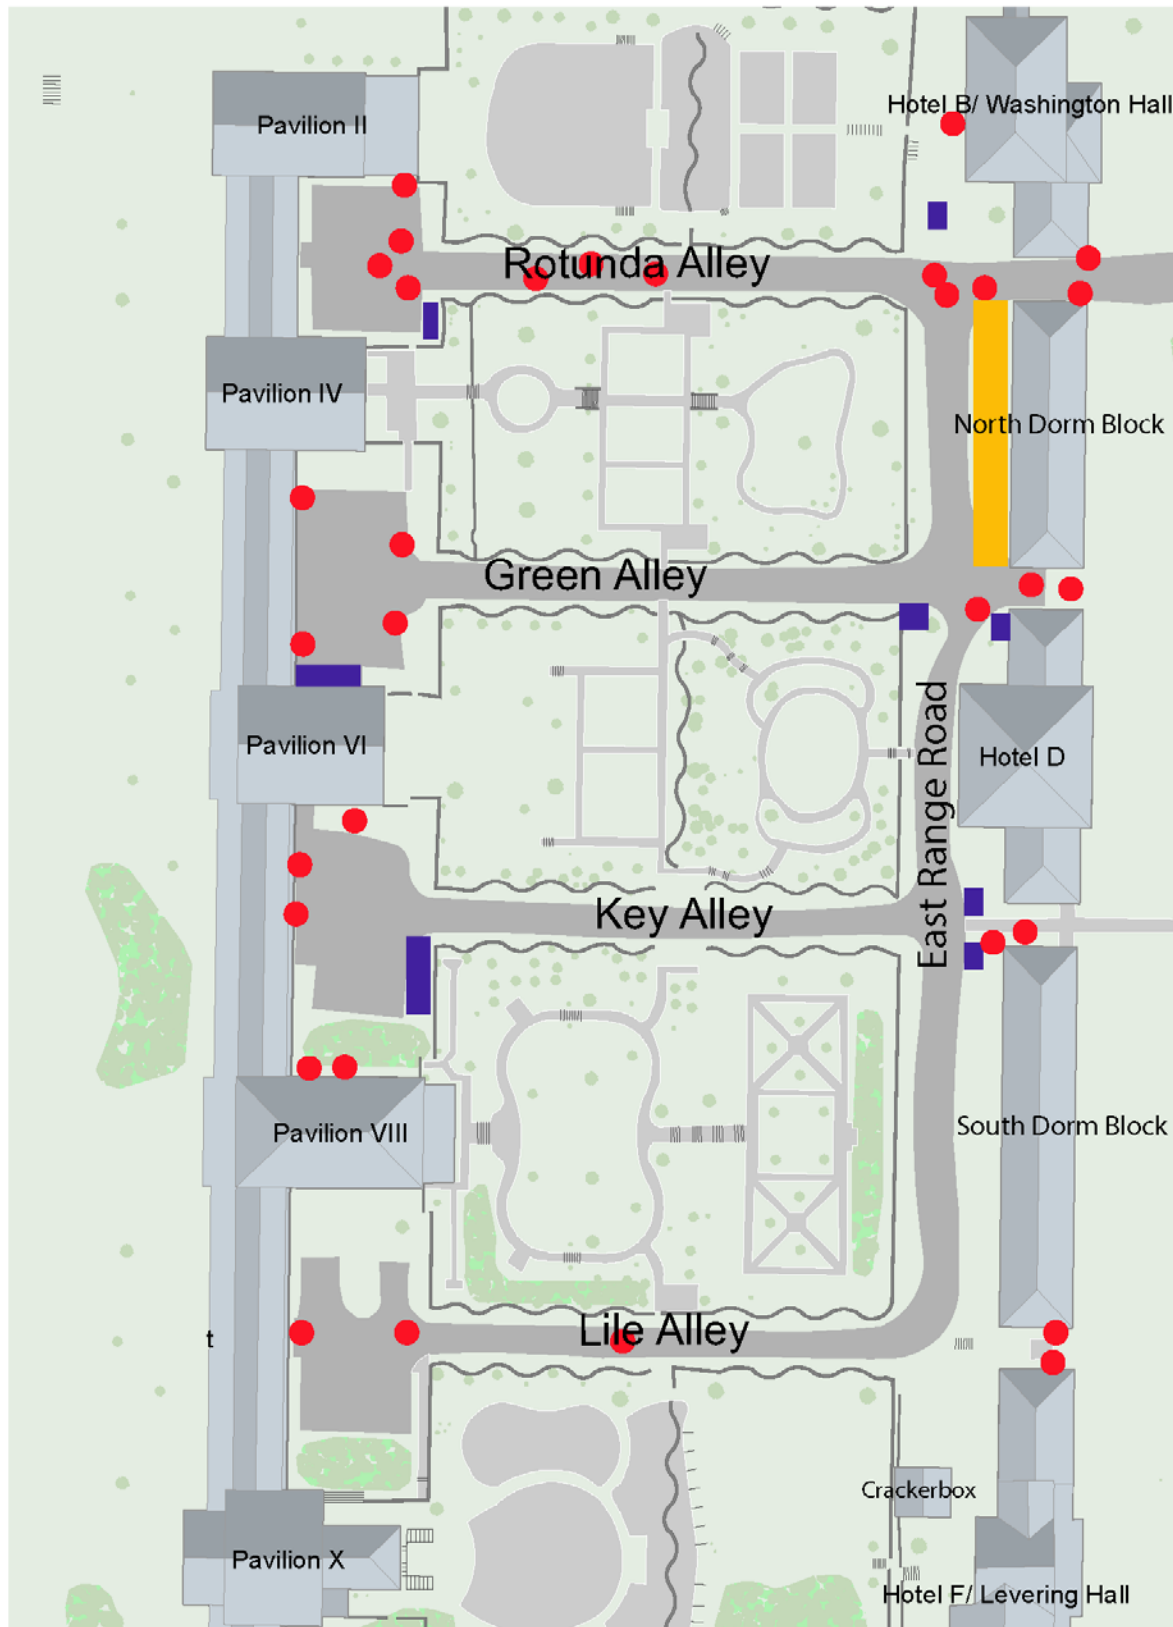 Hotel B/ Washington Hall
Pavilion II
Rotunda Alley
Pavilion IV
North Dorm Block
Green Alley
East Range Road
Pavilion VI
Hotel D
Key Alley
Pavilion VIII
South Dorm Block
Lile Alley
t
Crackerbox
Pavilion X
Hotel F/ Levering Hall